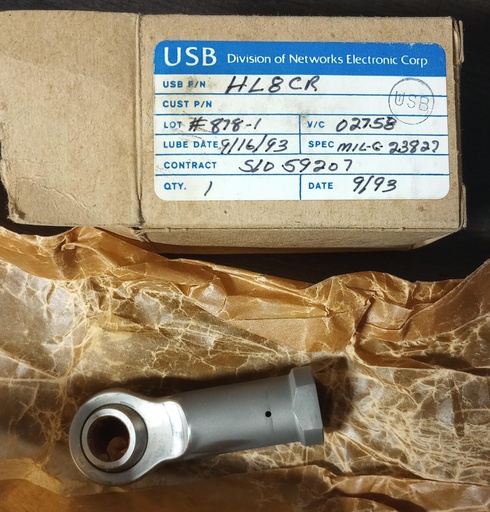 USB Division of Networks Electronic Corp.
USB P/N HL8CR
USB
CUST P/N
LOT #878-1 V/C 02758
LUBE DATE 9/16/93 SPEC MIL-G 23827
CONTRACT S/O 59207
QTY. 1 DATE 9/93